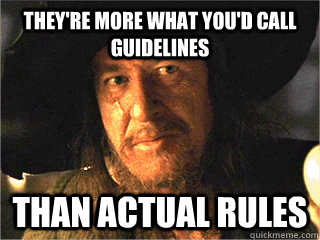 THEY'RE MORE WHAT YOU'D CALL
GUIDELINES
THAN ACTUAL RULES
quickmeme.com